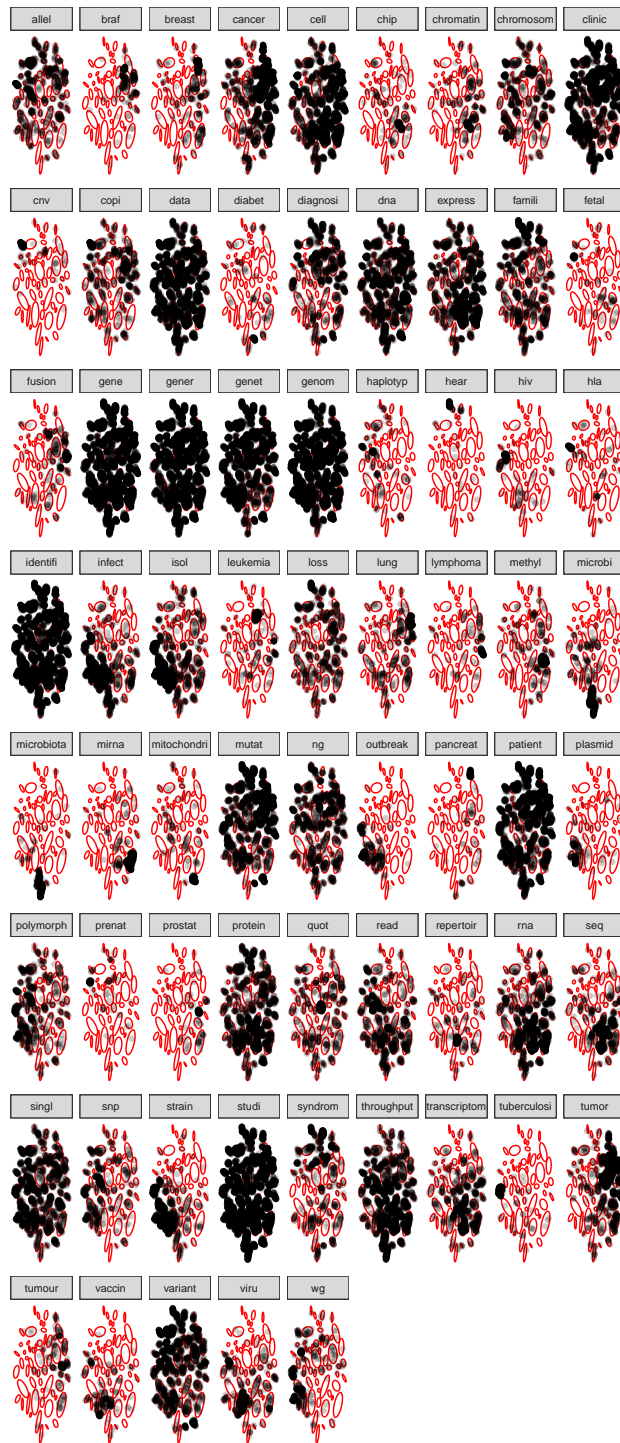 allel braf breast cancer cell chip chromatin chromosom clinic
cnv copi data diabet diagnosi dna express famili fetal
fusion gene gener genet genom haplotyp hear hiv hla
identifi infect isol leukemia loss lung lymphoma methyl microbi
microbiota mirna mitochondri mutat ng outbreak pancreat patient plasmid
polymorph prenat prostat protein quot read repertoir rna seq
singl snp strain studi syndrom throughput transcriptom tuberculosi tumor
tumour vaccin variant viru wg